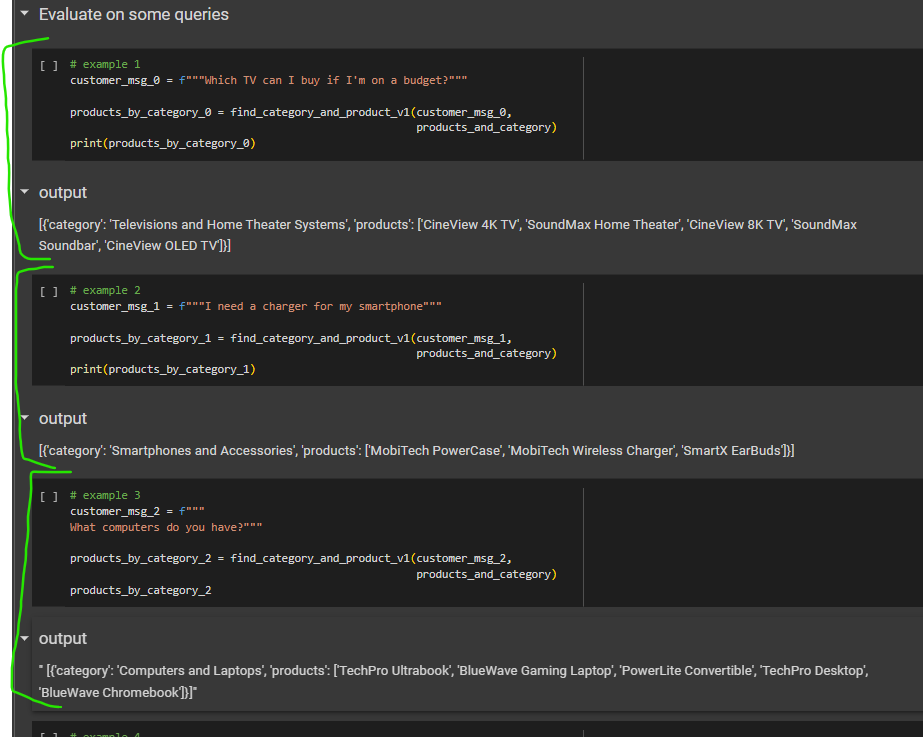 Evaluate on some queries
[ ] # example 1
customer_msg_0 = f"""Which TV can I buy if I'm on a budget?"""
products_by_category_0 = find_category_and_product_v1(customer_msg_0,
products_and_category)
print(products_by_category_0)
output
[{'category': 'Televisions and Home Theater Systems', 'products': ['CineView 4K TV', 'SoundMax Home Theater', 'CineView 8K TV', 'SoundMax
Soundbar', 'CineView OLED TV']}]
[ ] # example 2
customer_msg_1 = f"""I need a charger for my smartphone"""
products_by_category_1 = find_category_and_product_v1(customer_msg_1,
products_and_category)
print(products_by_category_1)
output
[{'category': 'Smartphones and Accessories', 'products': ['MobiTech PowerCase', 'MobiTech Wireless Charger', 'SmartX EarBuds']}]
[ ] # example 3
customer_msg_2 = f"""
What computers do you have?"""
products_by_category_2 = find_category_and_product_v1(customer_msg_2,
products_and_category)
products_by_category_2
output
" [{'category': 'Computers and Laptops', 'products': ['TechPro Ultrabook', 'BlueWave Gaming Laptop', 'PowerLite Convertible', 'TechPro Desktop',
'BlueWave Chromebook']}]"
[ ] # example 4